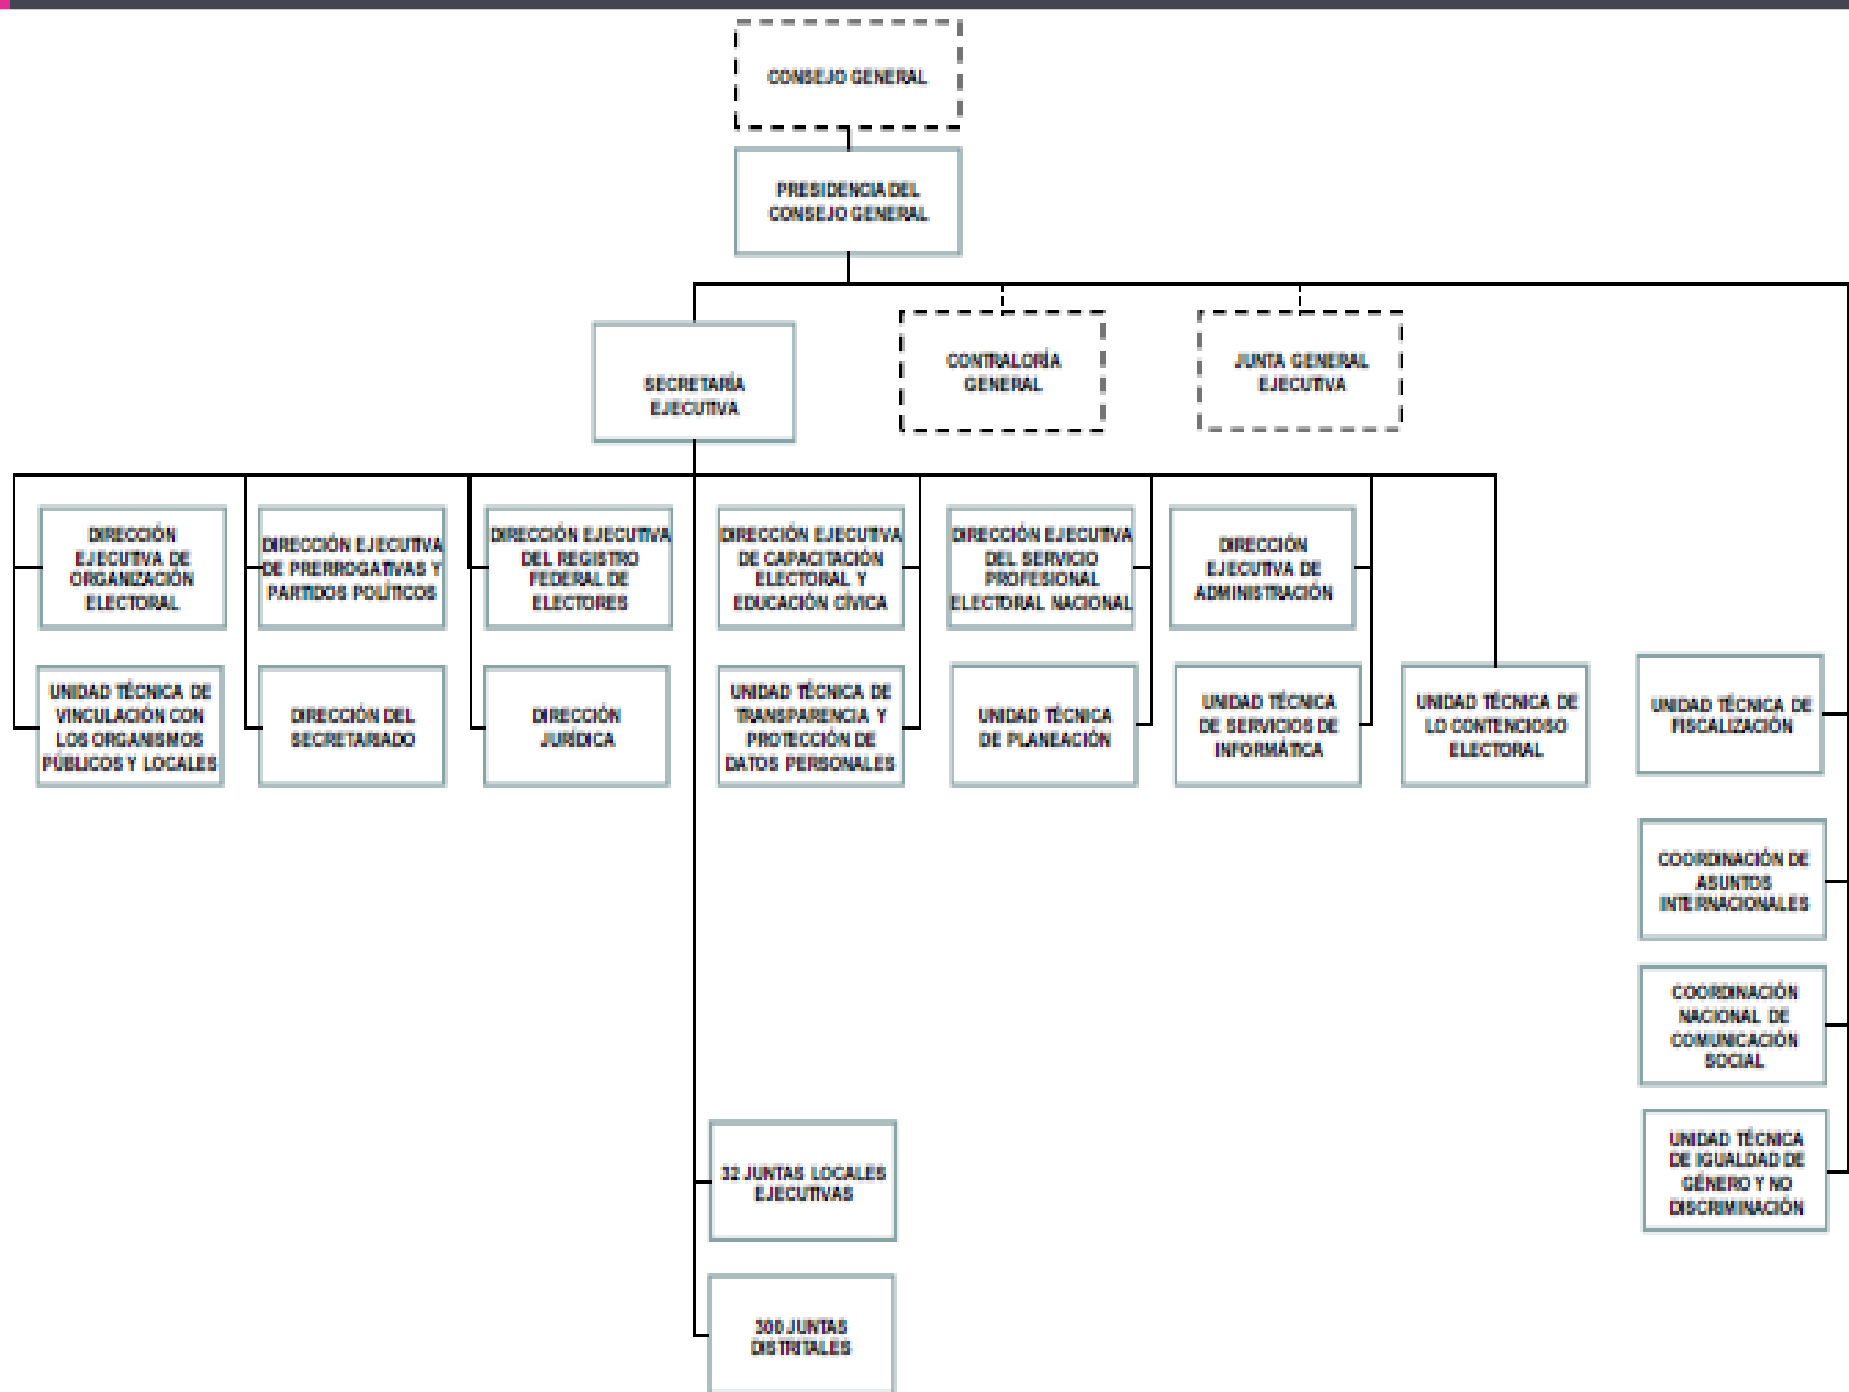 CONSEJO GENERAL
PRESIDENCIA DEL
CONSEJO GENERAL
SECRETARÍA
EJECUTIVA
CONTRALORÍA
GENERAL
JUNTA GENERAL
EJECUTIVA
DIRECCIÓN
EJECUTIVA DE
ORGANIZACIÓN
ELECTORAL
DIRECCIÓN EJECUTIVA
DE PRERROGATIVAS Y
PARTIDOS POLÍTICOS
DIRECCIÓN EJECUTIVA
DEL REGISTRO
FEDERAL DE
ELECTORES
DIRECCIÓN EJECUTIVA
DE CAPACITACIÓN
ELECTORAL Y
EDUCACIÓN CÍVICA
DIRECCIÓN EJECUTIVA
DEL SERVICIO
PROFESIONAL
ELECTORAL NACIONAL
DIRECCIÓN
EJECUTIVA DE
ADMINISTRACIÓN
UNIDAD TÉCNICA DE
VINCULACIÓN CON
LOS ORGANISMOS
PÚBLICOS Y LOCALES
DIRECCIÓN DEL
SECRETARIADO
DIRECCIÓN
JURÍDICA
UNIDAD TÉCNICA DE
TRANSPARENCIA Y
PROTECCIÓN DE
DATOS PERSONALES
UNIDAD TÉCNICA
DE PLANEACIÓN
UNIDAD TÉCNICA
DE SERVICIOS DE
INFORMÁTICA
UNIDAD TÉCNICA DE
LO CONTENCIOSO
ELECTORAL
UNIDAD TÉCNICA DE
FISCALIZACIÓN
COORDINACIÓN DE
ASUNTOS
INTERNACIONALES
COORDINACIÓN
NACIONAL DE
COMUNICACIÓN
SOCIAL
UNIDAD TÉCNICA
DE IGUALDAD DE
GÉNERO Y NO
DISCRIMINACIÓN
32 JUNTAS LOCALES
EJECUTIVAS
300 JUNTAS
DISTRITALES